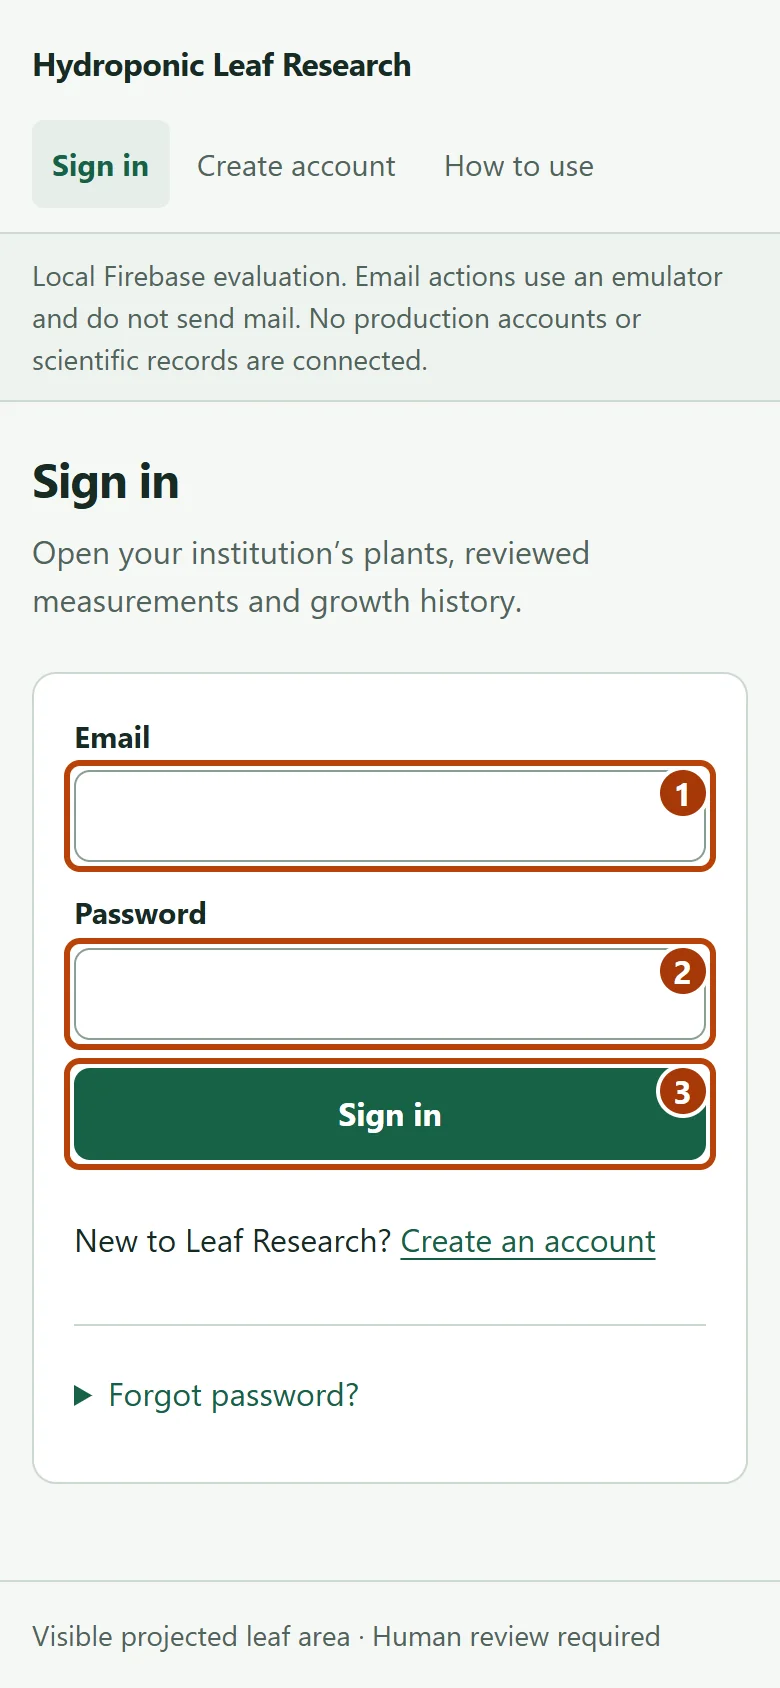 Hydroponic Leaf Research
Sign in
Create account
How to use
Local Firebase evaluation. Email actions use an emulator
and do not send mail. No production accounts or
scientific records are connected.
Sign in
Open your institution’s plants, reviewed
measurements and growth history.
Email
1
Password
2
Sign in
3
New to Leaf Research? Create an account
Forgot password?
Visible projected leaf area · Human review required